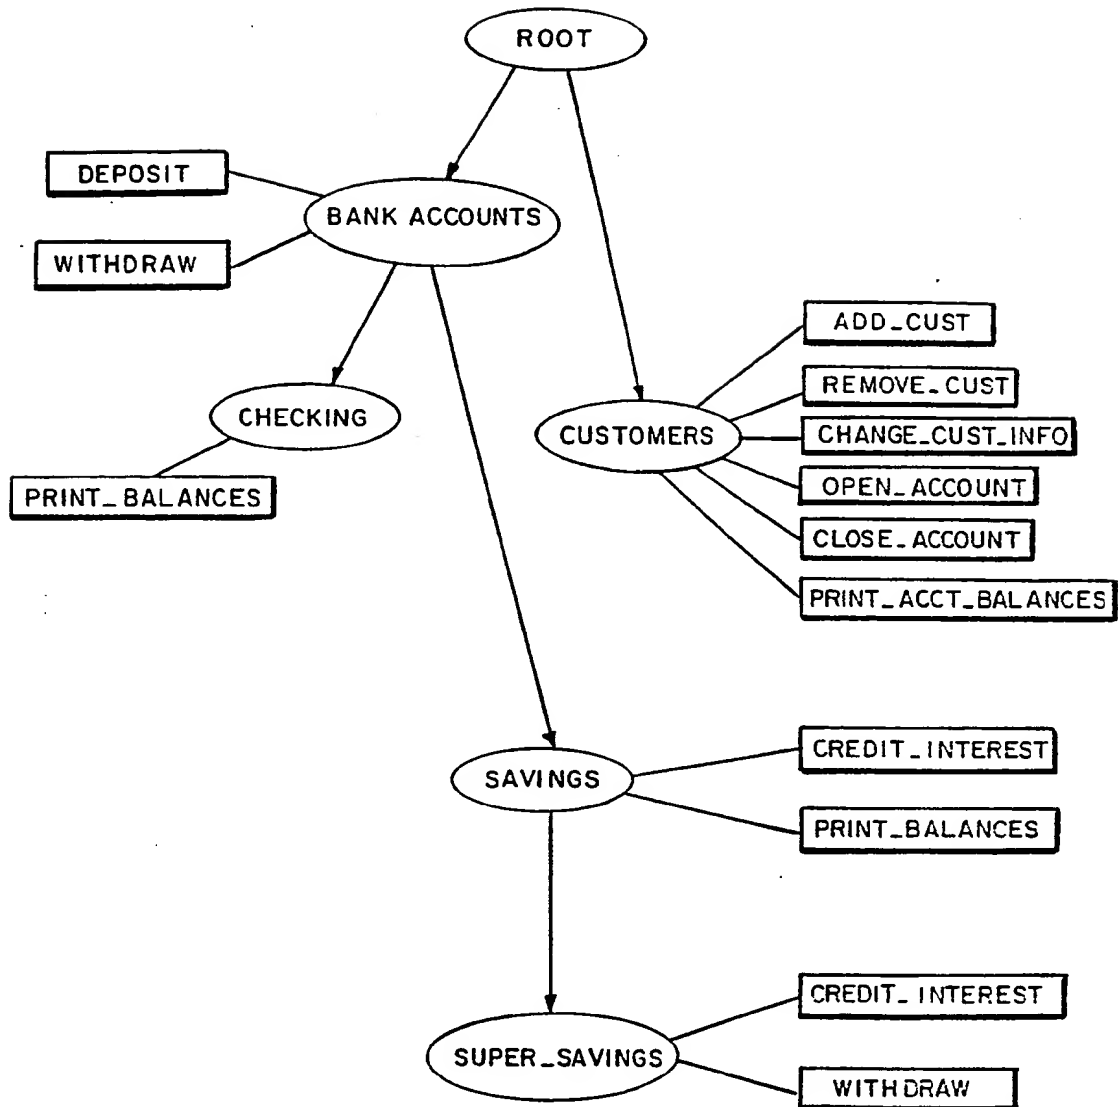 ROOT
DEPOSIT
BANK ACCOUNTS
WITHDRAW
ADD_CUST
REMOVE_CUST
CHECKING
CUSTOMERS
CHANGE_CUST_INFO
PRINT_BALANCES
OPEN_ACCOUNT
CLOSE_ACCOUNT
PRINT_ACCT_BALANCES
CREDIT_INTEREST
SAVINGS
PRINT_BALANCES
CREDIT_INTEREST
SUPER_SAVINGS
WITHDRAW